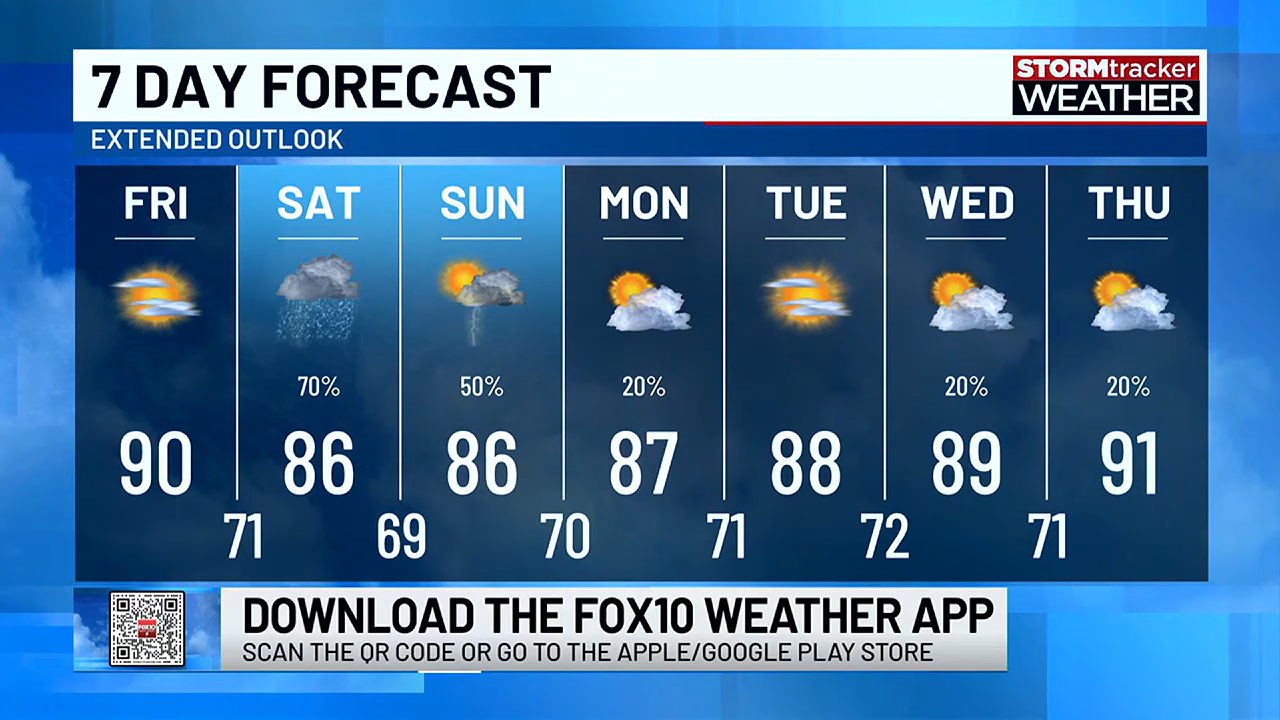 7 DAY FORECAST
STORMtracker
WEATHER
EXTENDED OUTLOOK
FRI SAT SUN MON TUE WED THU
70% 50% 20% 20% 20%
90 86 86 87 88 89 91
71 69 70 71 72 71
FOX10
DOWNLOAD THE FOX10 WEATHER APP
SCAN THE QR CODE OR GO TO THE APPLE/GOOGLE PLAY STORE